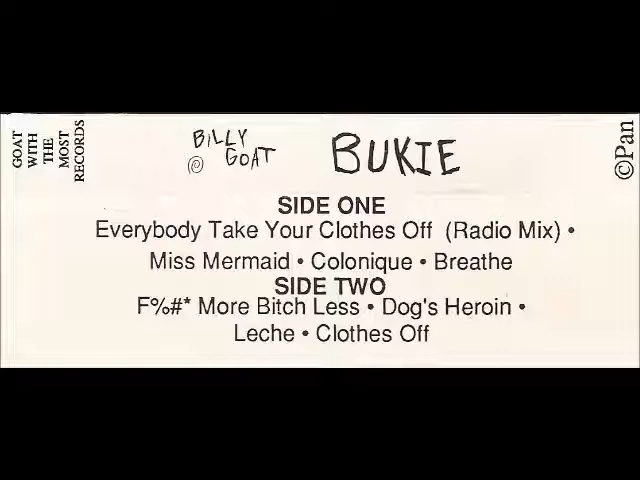 GOAT
WITH
THE
MOST
RECORDS
BiLLY
GOAT
BUKIE
©Pan
SIDE ONE
Everybody Take Your Clothes Off (Radio Mix) •
Miss Mermaid • Colonique • Breathe
SIDE TWO
F%#* More Bitch Less • Dog's Heroin •
Leche • Clothes Off